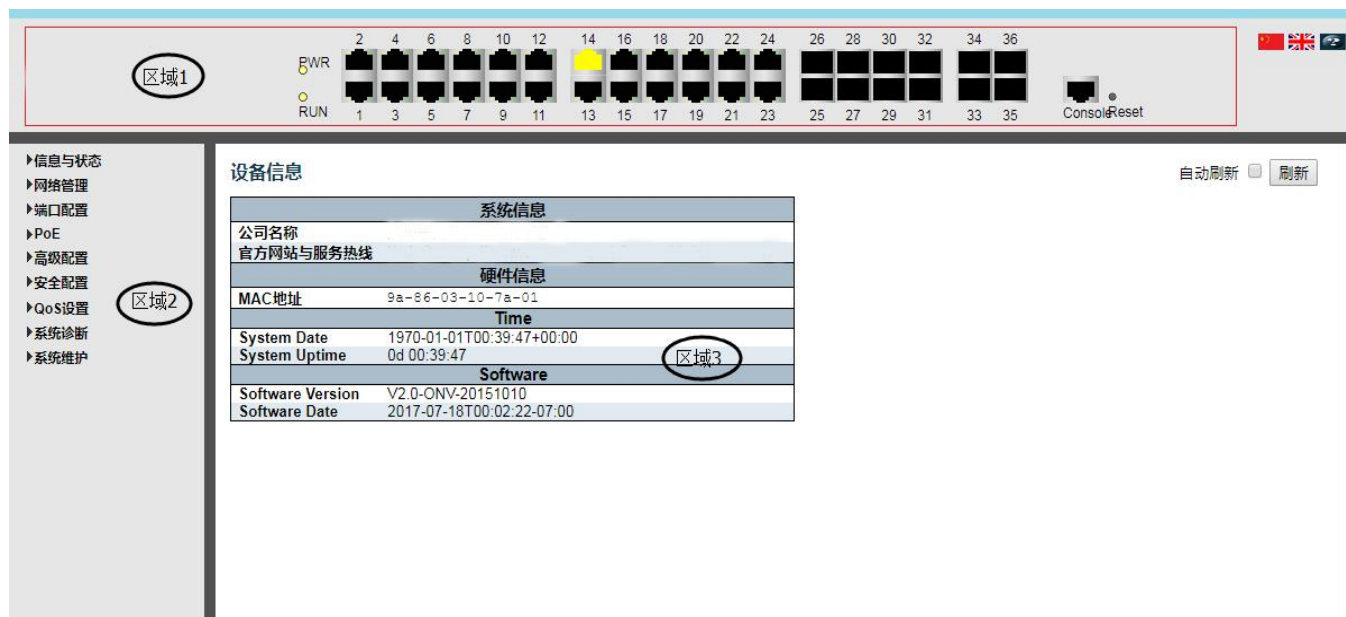 2 4 6 8 10 12 14 16 18 20 22 24 26 28 30 32 34 36
区域1
PWR
RUN
1 3 5 7 9 11 13 15 17 19 21 23 25 27 29 31 33 35 Console Reset
信息与状态
网络管理
端口配置
PoE
高级配置
安全配置
QoS设置
系统诊断
系统维护
区域2
设备信息
自动刷新 刷新
系统信息
公司名称
官方网站与服务热线
硬件信息
MAC地址 9a-86-03-10-7a-01
Time
System Date 1970-01-01T00:39:47+00:00
System Uptime 0d 00:39:47
区域3
Software
Software Version V2.0-ONV-20151010
Software Date 2017-07-18T00:02:22-07:00